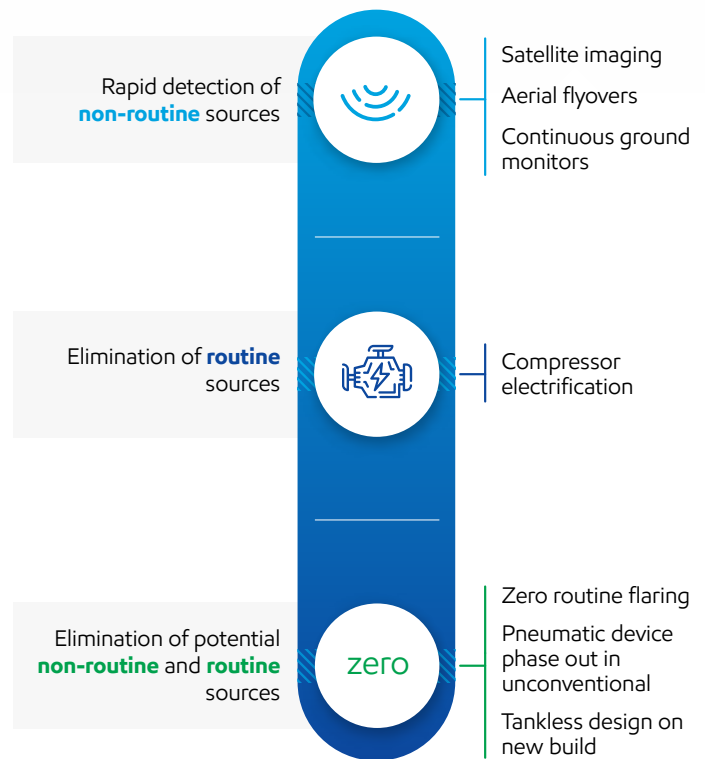 Rapid detection of
non-routine sources
Satellite imaging
Aerial flyovers
Continuous ground
monitors
Elimination of routine
sources
Compressor
electrification
Elimination of potential
non-routine and routine
sources
zero
Zero routine flaring
Pneumatic device
phase out in
unconventional
Tankless design on
new build